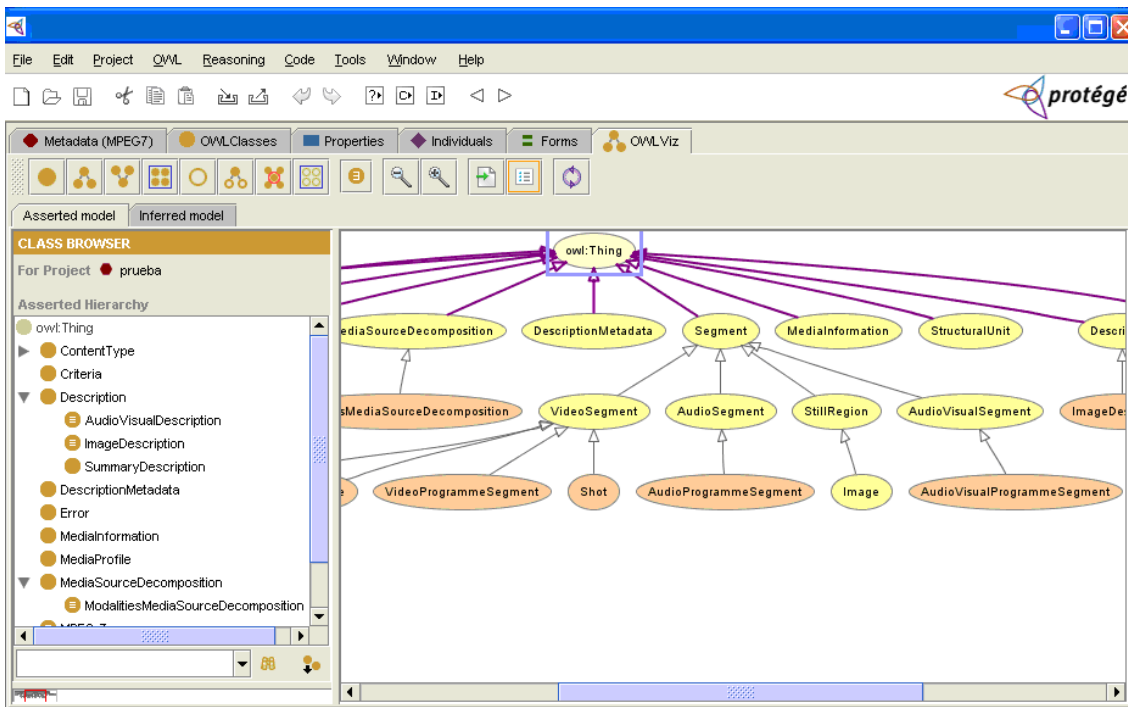 File Edit Project OWL Reasoning Code Tools Window Help
protégé
Metadata (MPEG7) OWLClasses Properties Individuals Forms OWLViz
Asserted model Inferred model
CLASS BROWSER
For Project prueba
Asserted Hierarchy
owl:Thing
ContentType
Criteria
Description
AudioVisualDescription
ImageDescription
SummaryDescription
DescriptionMetadata
Error
MediaInformation
MediaProfile
MediaSourceDecomposition
ModalitiesMediaSourceDecomposition
owl:Thing
ediaSourceDecomposition DescriptionMetadata Segment MediaInformation StructuralUnit Descri
sMediaSourceDecomposition VideoSegment AudioSegment StillRegion AudioVisualSegment ImageDes
e VideoProgrammeSegment Shot AudioProgrammeSegment Image AudioVisualProgrammeSegment